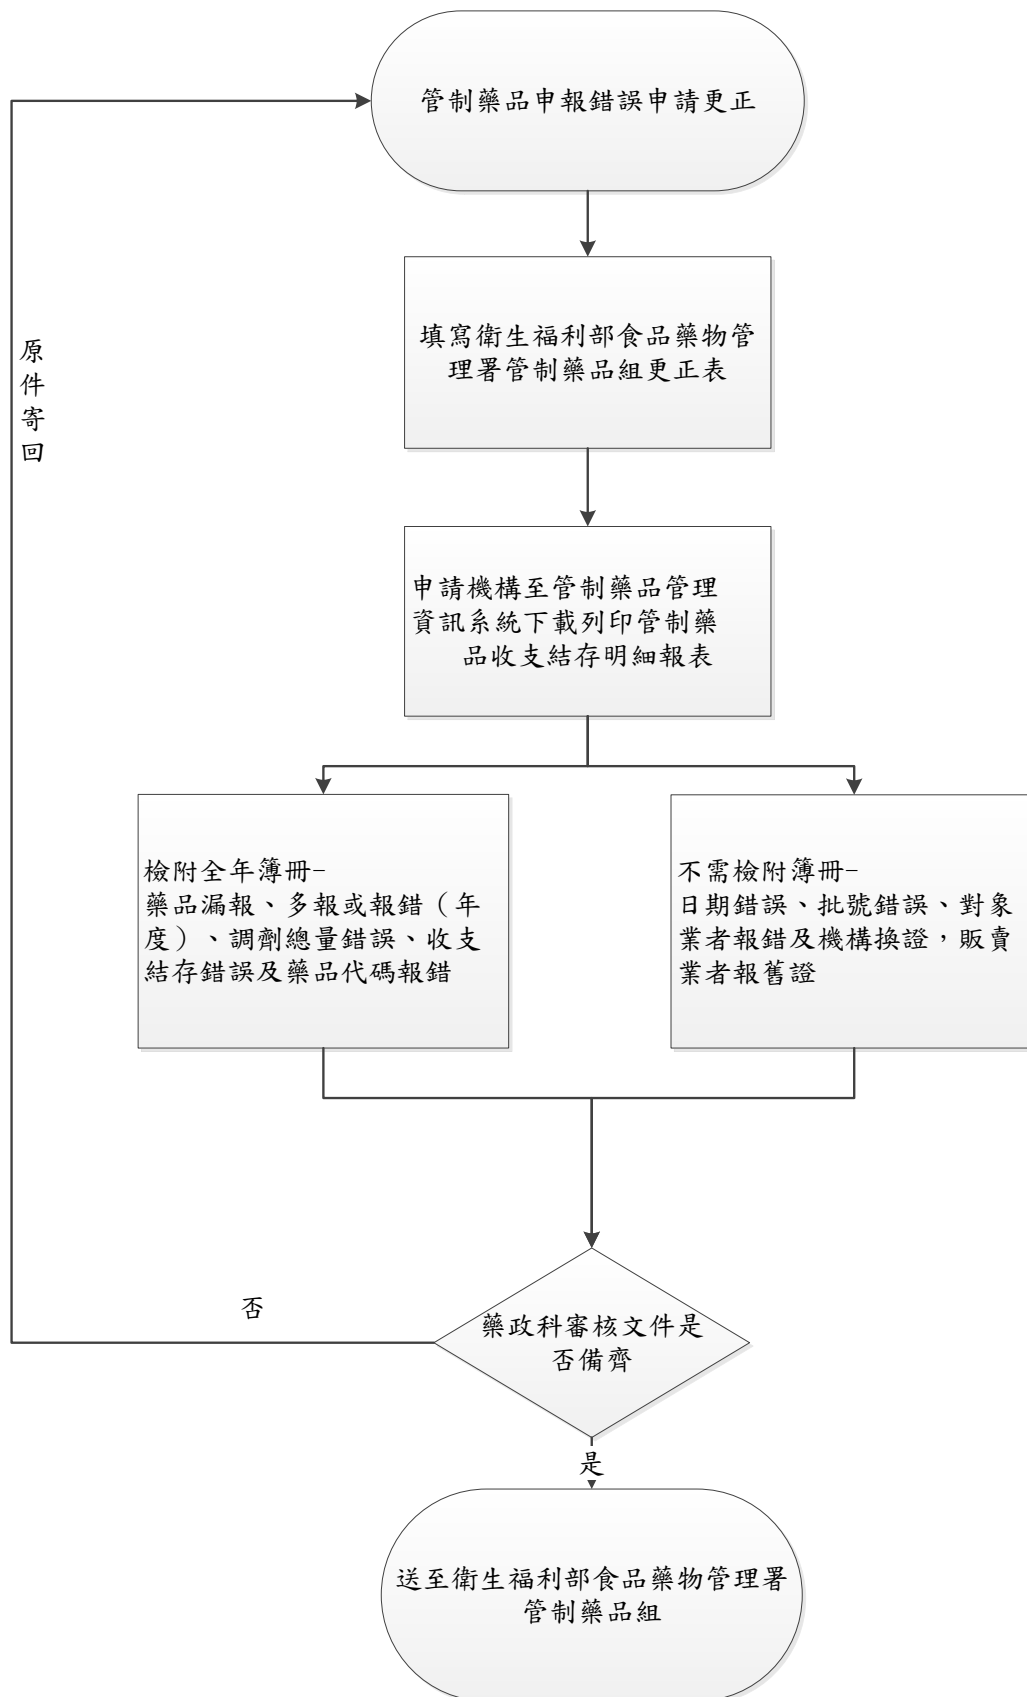 管制藥品申報錯誤申請更正
填寫衛生福利部食品藥物管
理署管制藥品組更正表
原
件
寄
回
申請機構至管制藥品管理
資訊系統下載列印管制藥
品收支結存明細報表
檢附全年簿冊–
藥品漏報、多報或報錯（年
度）、調劑總量錯誤、收支
結存錯誤及藥品代碼報錯
不需檢附簿冊–
日期錯誤、批號錯誤、對象
業者報錯及機構換證，販賣
業者報舊證
否
藥政科審核文件是
否備齊
是
送至衛生福利部食品藥物管理署
管制藥品組